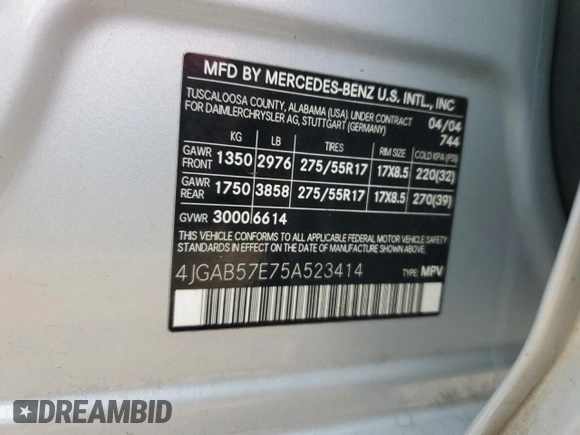 MFD BY MERCEDES-BENZ U.S. INTL., INC
TUSCALOOSA COUNTY, ALABAMA (USA) UNDER CONTRACT 04/04
FOR DAIMLERCHRYSLER AG, STUTTGART (GERMANY) 744
KG LB TIRES RIM SIZE COLD KPA (PSI)
GAWR FRONT 1350 2976 275/55R17 17X8.5 220(32)
GAWR REAR 1750 3858 275/55R17 17X8.5 270(39)
GVWR 3000 6614
THIS VEHICLE CONFORMS TO ALL APPLICABLE FEDERAL MOTOR VEHICLE
SAFETY STANDARDS IN EFFECT ON THE DATE OF MANUFACTURE SHOWN ABOVE.
4JGAB57E75A523414 TYPE: MPV
DREAMBID